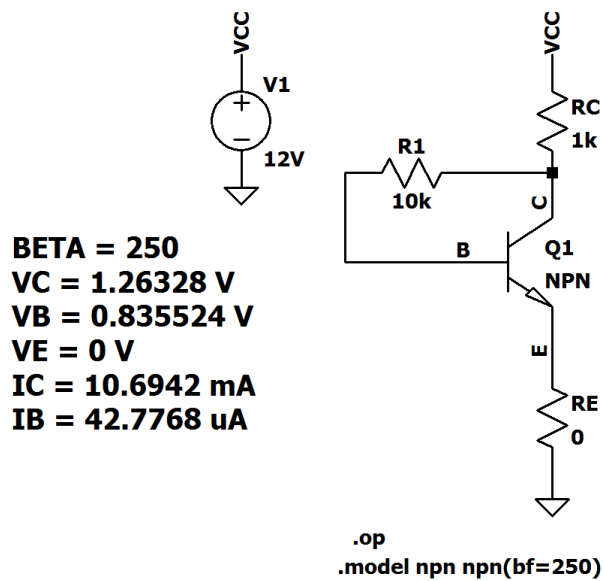 VCC
V1
12V
VCC
RC
1k
R1
10k
C
B
Q1
NPN
E
RE
0
BETA = 250
VC = 1.26328 V
VB = 0.835524 V
VE = 0 V
IC = 10.6942 mA
IB = 42.7768 uA
.op
.model npn npn(bf=250)